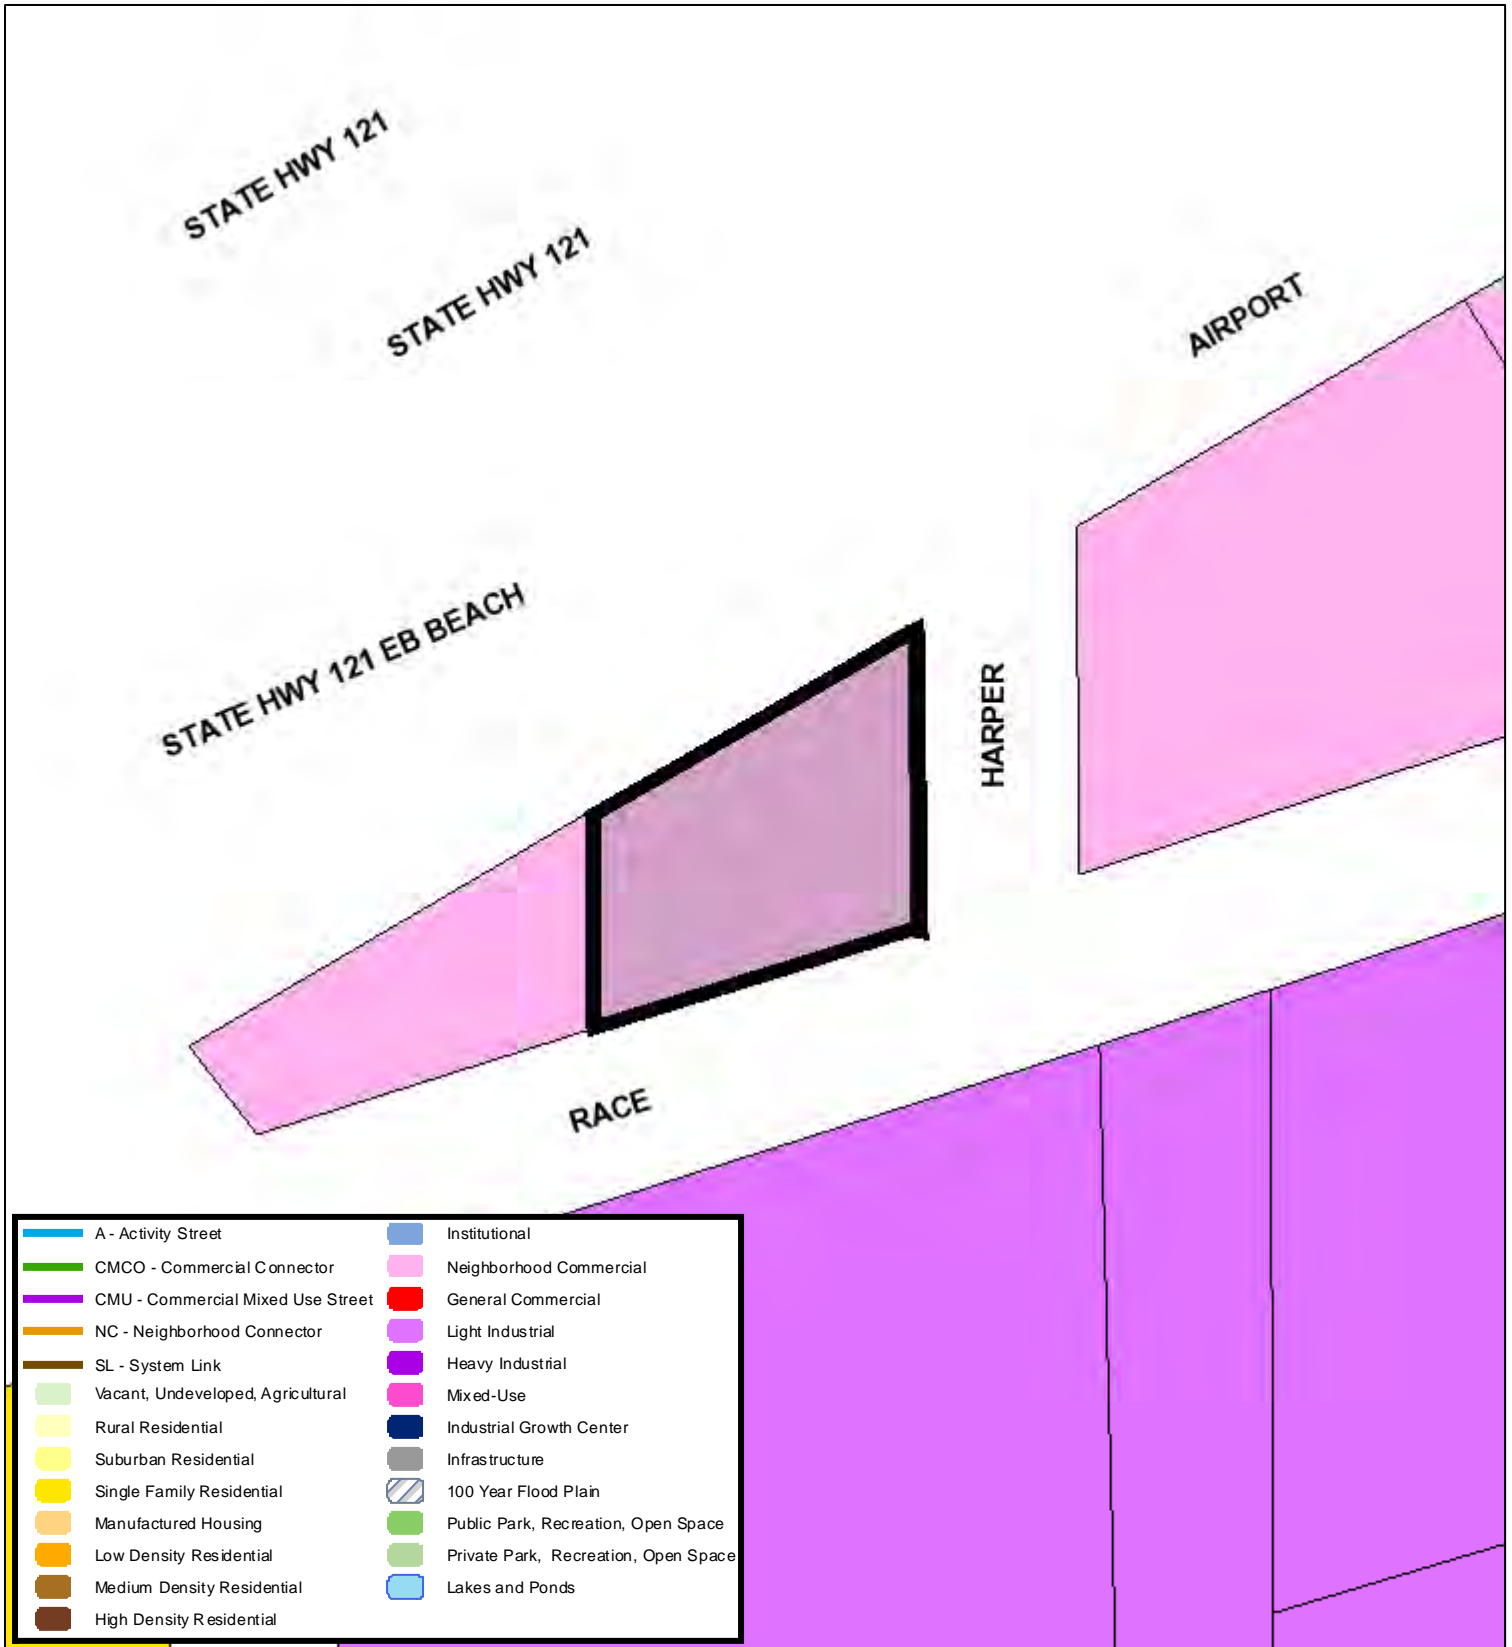 STATE HWY 121
STATE HWY 121
AIRPORT
STATE HWY 121 EB BEACH
HARPER
RACE
A - Activity Street
CMCO - Commercial Connector
CMU - Commercial Mixed Use Street
NC - Neighborhood Connector
SL - System Link
Vacant, Undeveloped, Agricultural
Rural Residential
Suburban Residential
Single Family Residential
Manufactured Housing
Low Density Residential
Medium Density Residential
High Density Residential
Institutional
Neighborhood Commercial
General Commercial
Light Industrial
Heavy Industrial
Mixed-Use
Industrial Growth Center
Infrastructure
100 Year Flood Plain
Public Park, Recreation, Open Space
Private Park, Recreation, Open Space
Lakes and Ponds